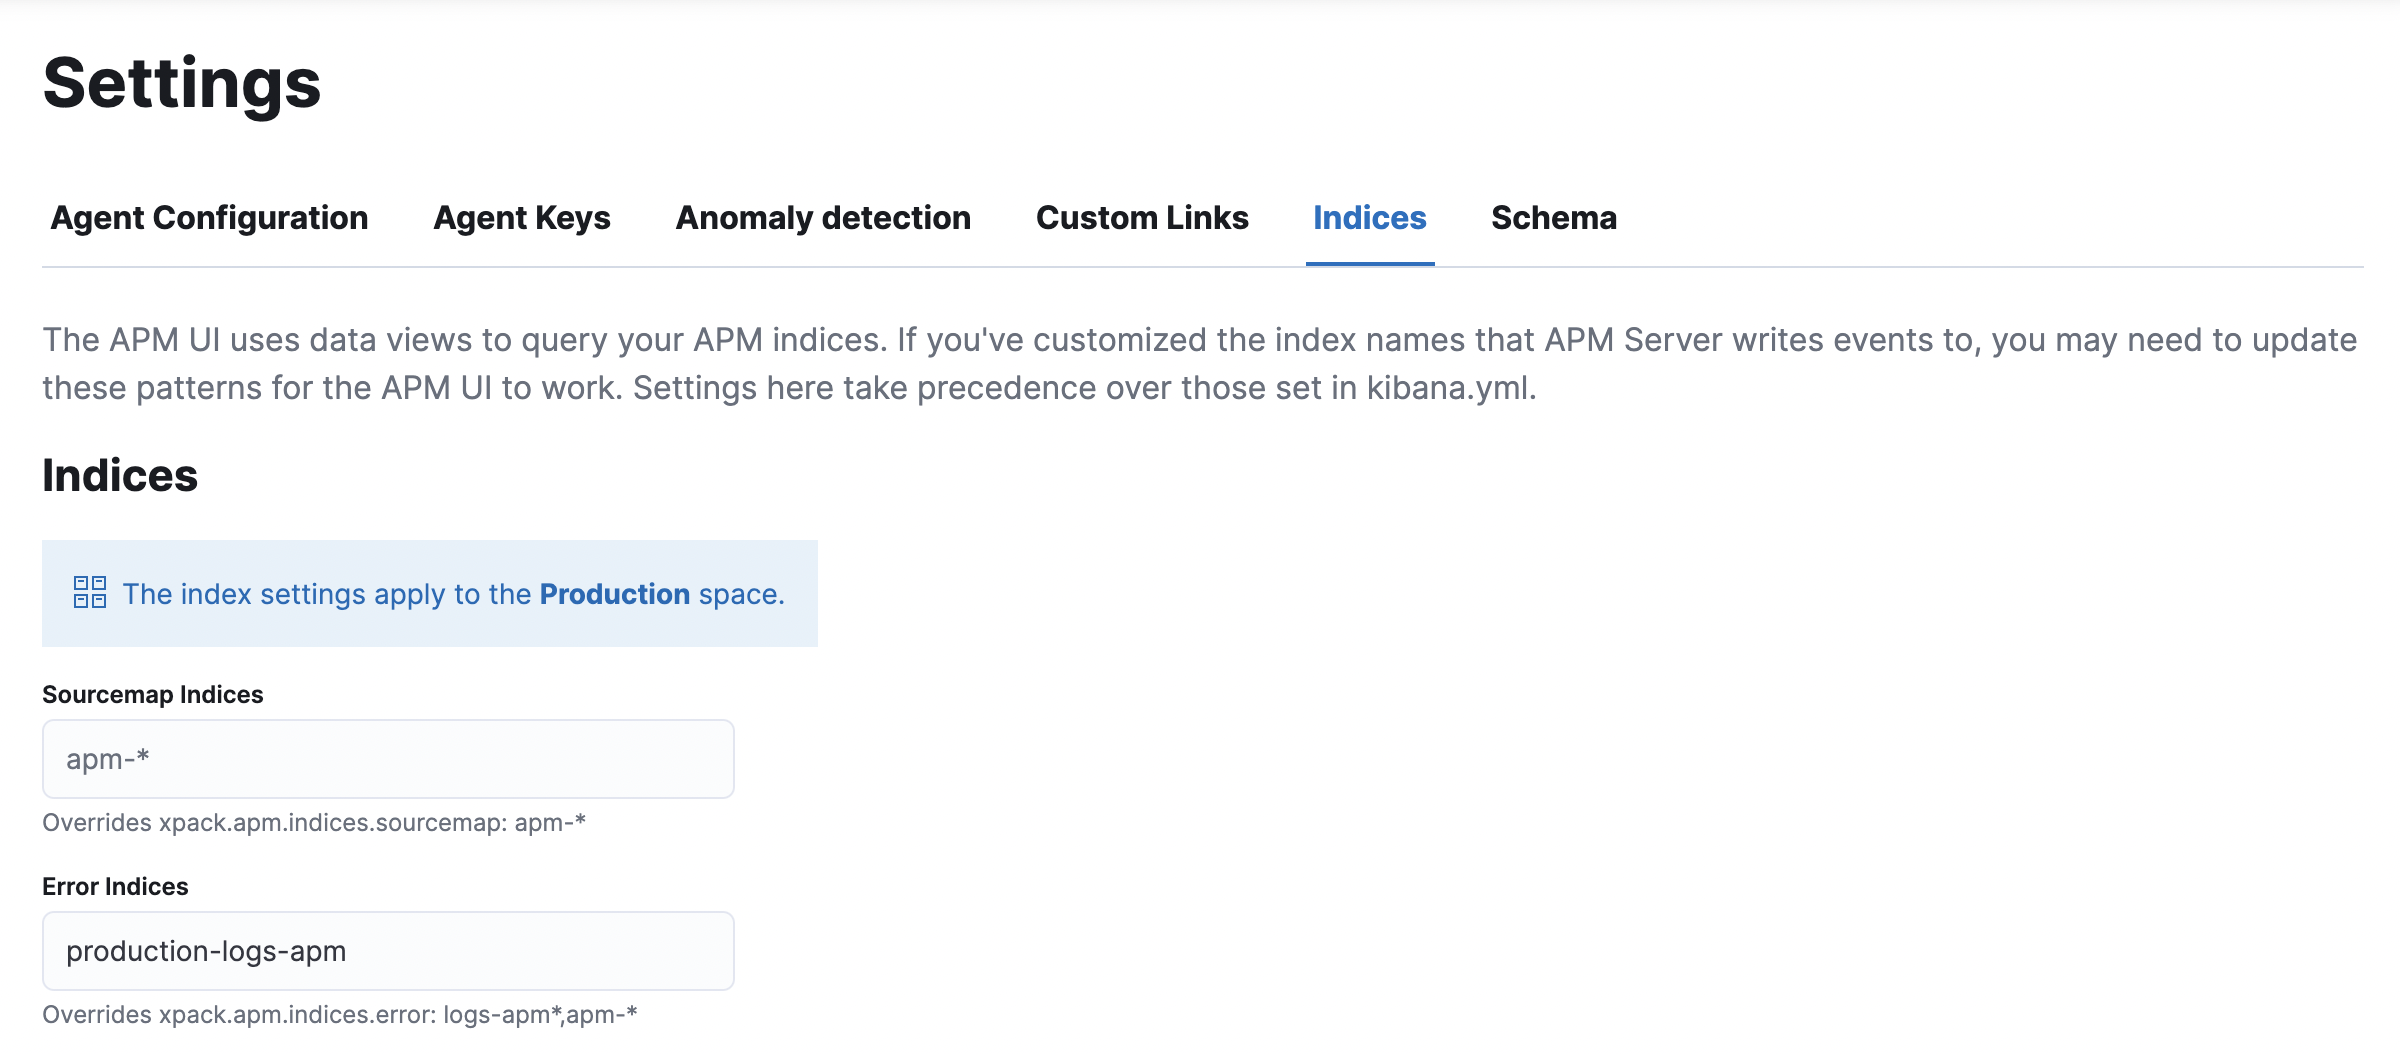 Settings
Agent Configuration Agent Keys Anomaly detection Custom Links Indices Schema
The APM UI uses data views to query your APM indices. If you've customized the index names that APM Server writes events to, you may need to update
these patterns for the APM UI to work. Settings here take precedence over those set in kibana.yml.
Indices
The index settings apply to the Production space.
Sourcemap Indices
apm-*
Overrides xpack.apm.indices.sourcemap: apm-*
Error Indices
production-logs-apm
Overrides xpack.apm.indices.error: logs-apm*,apm-*